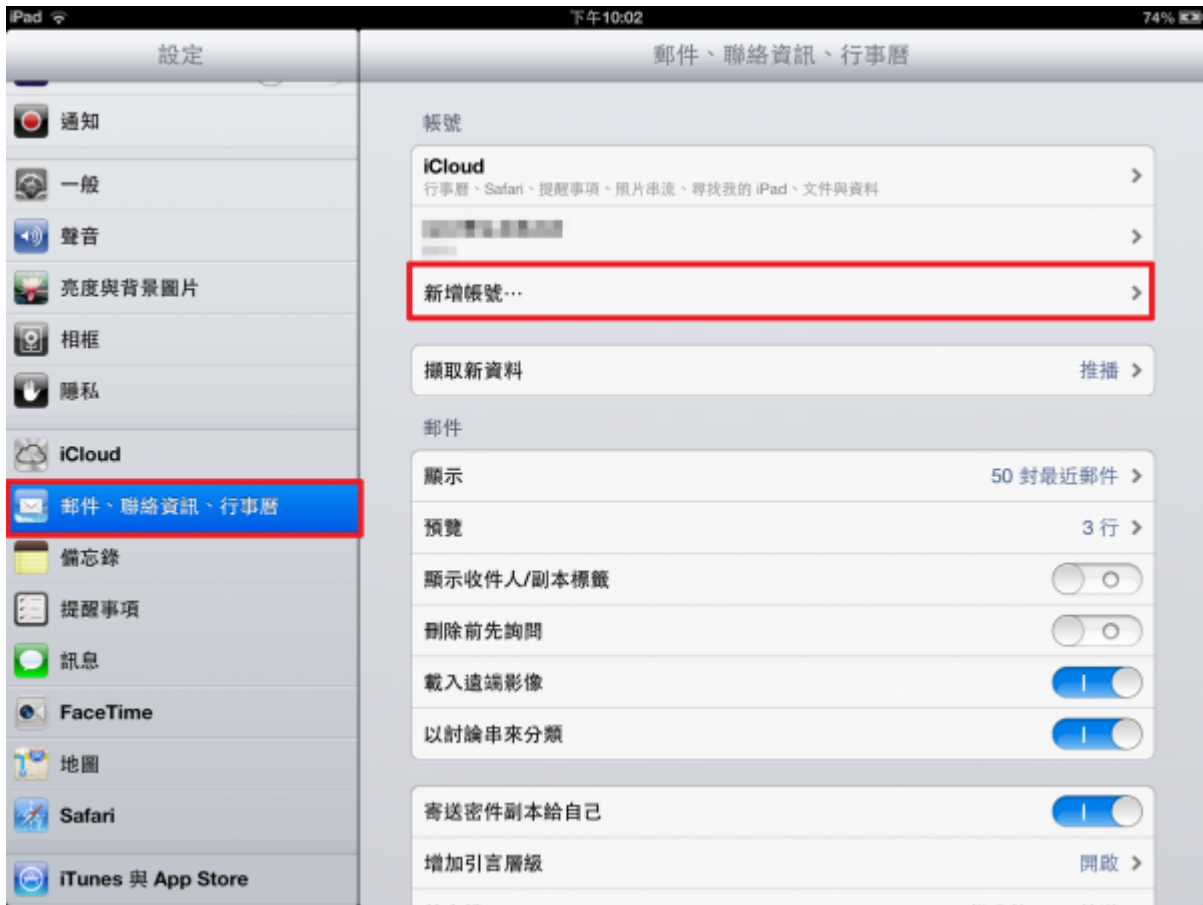 iPad
下午10:02
74%
設定
郵件、聯絡資訊、行事曆
通知
一般
聲音
亮度與背景圖片
相框
隱私
iCloud
郵件、聯絡資訊、行事曆
備忘錄
提醒事項
訊息
FaceTime
地圖
Safari
iTunes 與 App Store
帳號
iCloud
行事曆、Safari、提醒事項、照片串流、尋找我的 iPad、文件與資料
新增帳號…
擷取新資料 推播
郵件
顯示 50 封最近郵件
預覽 3 行
顯示收件人/副本標籤
刪除前先詢問
載入遠端影像
以討論串來分類
寄送密件副本給自己
增加引言層級 開啟